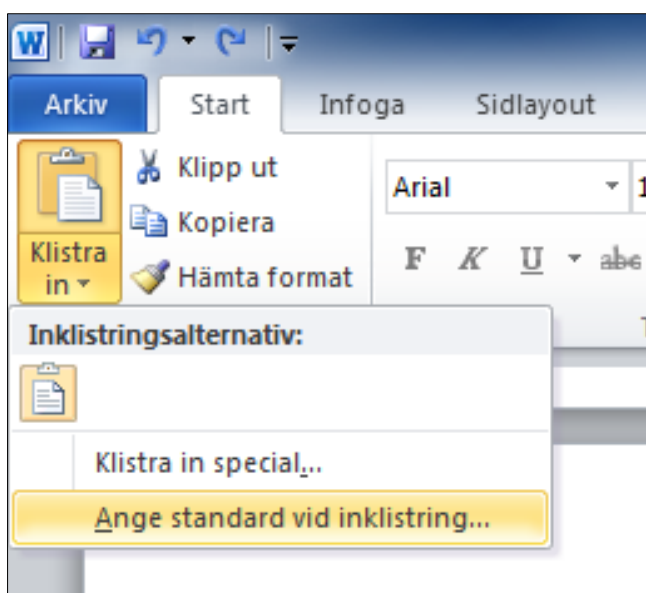 W
Arkiv Start Infoga Sidlayout
Klistra in
Klipp ut
Kopiera
Hämta format
Arial
F K U abc
Inklistringsalternativ:
Klistra in special...
Ange standard vid inklistring...